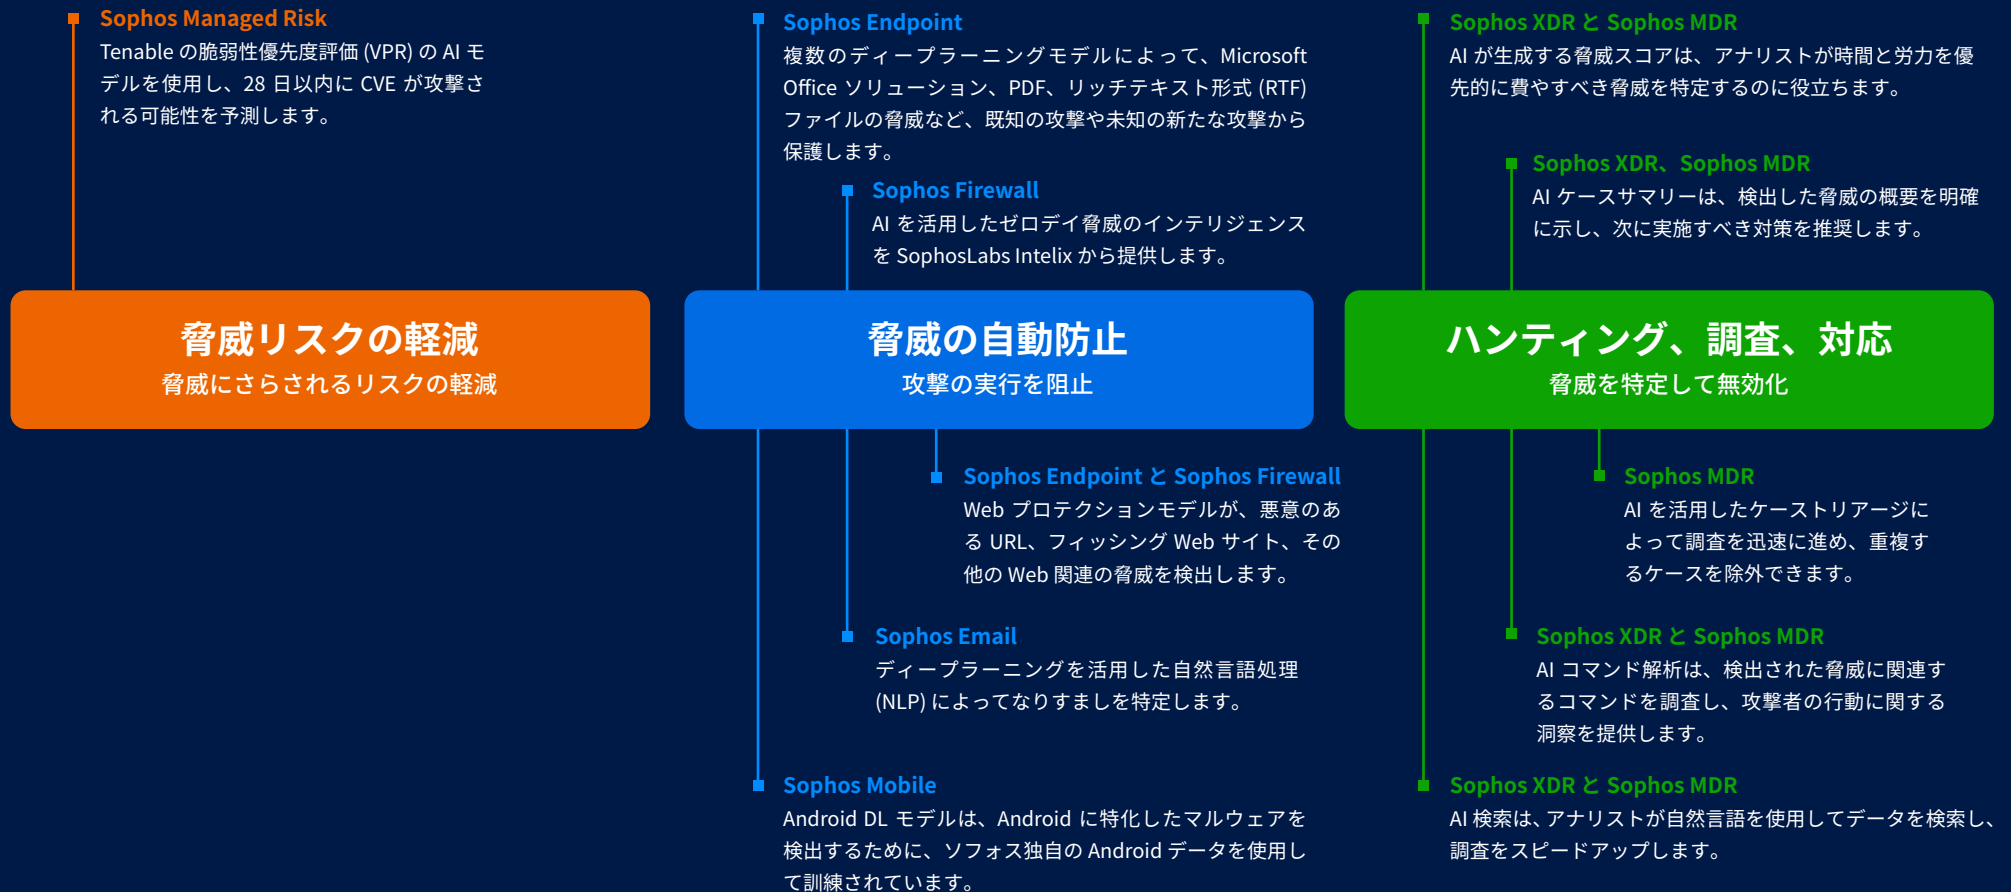 Sophos Managed Risk
Tenable の脆弱性優先度評価 (VPR) の AI モ
デルを使用し、28 日以内に CVE が攻撃さ
れる可能性を予測します。
脅威リスクの軽減
脅威にさらされるリスクの軽減
Sophos Endpoint
複数のディープラーニングモデルによって、Microsoft
Office ソリューション、PDF、リッチテキスト形式 (RTF)
ファイルの脅威など、既知の攻撃や未知の新たな攻撃から
保護します。
Sophos Firewall
AI を活用したゼロデイ脅威のインテリジェンス
を SophosLabs Intelix から提供します。
脅威の自動防止
攻撃の実行を阻止
Sophos Endpoint と Sophos Firewall
Web プロテクションモデルが、悪意のあ
る URL、フィッシング Web サイト、その
他の Web 関連の脅威を検出します。
Sophos Email
ディープラーニングを活用した自然言語処理
(NLP) によってなりすましを特定します。
Sophos Mobile
Android DL モデルは、Android に特化したマルウェアを
検出するために、ソフォス独自の Android データを使用し
て訓練されています。
Sophos XDR と Sophos MDR
AI が生成する脅威スコアは、アナリストが時間と労力を優
先的に費やすべき脅威を特定するのに役立ちます。
Sophos XDR、Sophos MDR
AI ケースサマリーは、検出した脅威の概要を明確
に示し、次に実施すべき対策を推奨します。
ハンティング、調査、対応
脅威を特定して無効化
Sophos MDR
AI を活用したケーストリアージに
よって調査を迅速に進め、重複す
るケースを除外できます。
Sophos XDR と Sophos MDR
AI コマンド解析は、検出された脅威に関連す
るコマンドを調査し、攻撃者の行動に関する
洞察を提供します。
Sophos XDR と Sophos MDR
AI 検索は、アナリストが自然言語を使用してデータを検索し、
調査をスピードアップします。